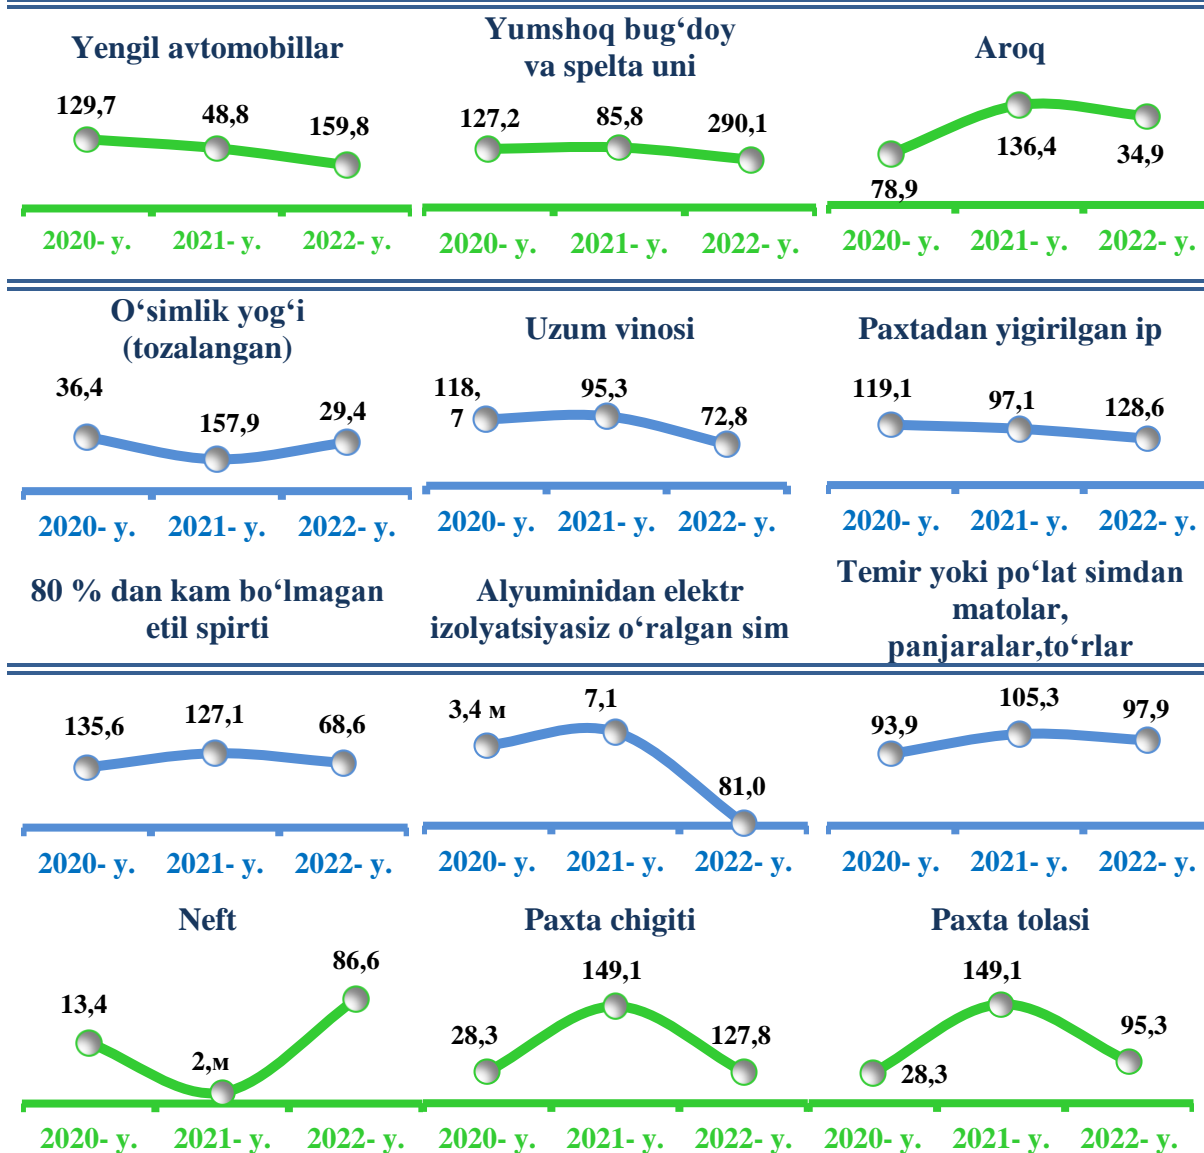 Yengil avtomobillar
129,7
48,8
159,8
2020- y. 2021- y. 2022- y.
Yumshoq bug‘doy
va spelta uni
127,2
85,8
290,1
2020- y. 2021- y. 2022- y.
Aroq
78,9
136,4
34,9
2020- y. 2021- y. 2022- y.
O‘simlik yog‘i
(tozalangan)
36,4
157,9
29,4
2020- y. 2021- y. 2022- y.
Uzum vinosi
118,
7
95,3
72,8
2020- y. 2021- y. 2022- y.
Paxtadan yigirilgan ip
119,1
97,1
128,6
2020- y. 2021- y. 2022- y.
80 % dan kam bo‘lmagan
etil spirti
135,6
127,1
68,6
2020- y. 2021- y. 2022- y.
Alyuminidan elektr
izolyatsiyasiz o‘ralgan sim
3,4 м
7,1
81,0
2020- y. 2021- y. 2022- y.
Temir yoki po‘lat simdan
matolar,
panjaralar,to‘rlar
93,9
105,3
97,9
2020- y. 2021- y. 2022- y.
Neft
13,4
2,м
86,6
2020- y. 2021- y. 2022- y.
Paxta chigiti
28,3
149,1
127,8
2020- y. 2021- y. 2022- y.
Paxta tolasi
28,3
149,1
95,3
2020- y. 2021- y. 2022- y.